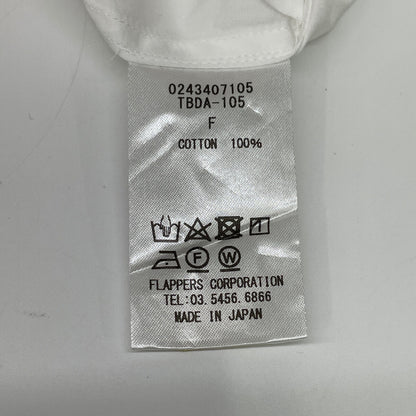 0243407105
TBDA-105
F
COTTON 100%
F W
FLAPPERS CORPORATION
TEL:03.5456.6866
MADE IN JAPAN